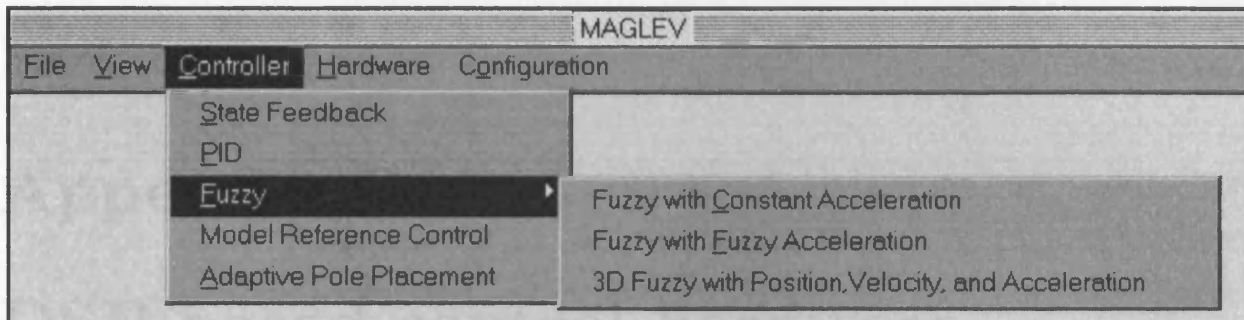 MAGLEV
File View Controller Hardware Configuration
State Feedback
PID
Fuzzy
Model Reference Control
Adaptive Pole Placement
Fuzzy with Constant Acceleration
Fuzzy with Fuzzy Acceleration
3D Fuzzy with Position,Velocity, and Acceleration